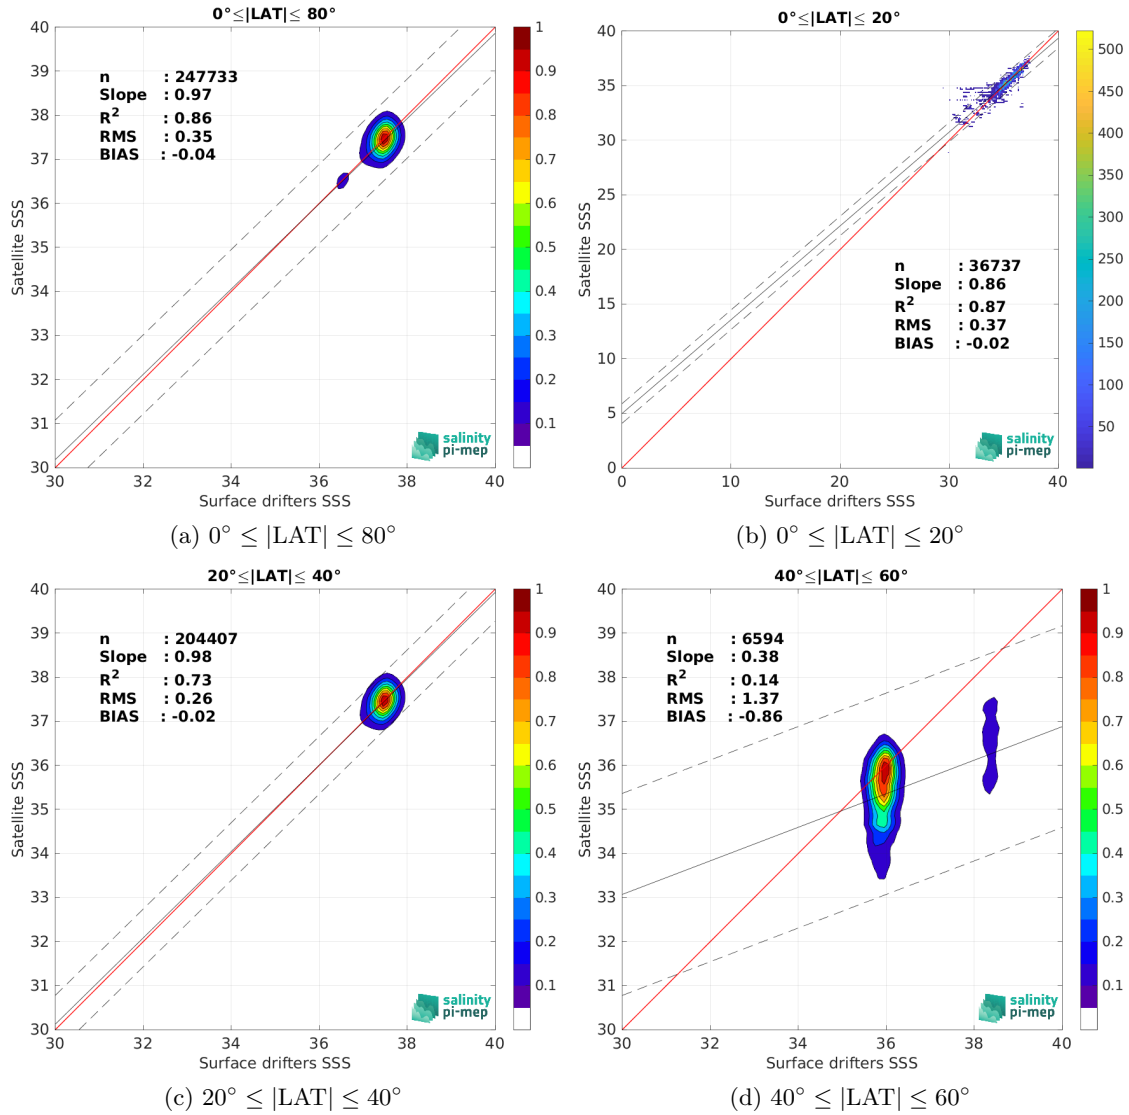 0°≤|LAT|≤ 80°
40
39
38
37
36
35
34
33
32
31
30
30
32
34
36
38
40
Satellite SSS
Surface drifters SSS
n : 247733
Slope : 0.97
R² : 0.86
RMS : 0.35
BIAS : -0.04
salinity
pi-mep
1
0.9
0.8
0.7
0.6
0.5
0.4
0.3
0.2
0.1
(a) 0° ≤ |LAT| ≤ 80°
0°≤|LAT|≤ 20°
40
35
30
25
20
15
10
5
0
0
10
20
30
40
Satellite SSS
Surface drifters SSS
n : 36737
Slope : 0.86
R² : 0.87
RMS : 0.37
BIAS : -0.02
salinity
pi-mep
500
450
400
350
300
250
200
150
100
50
(b) 0° ≤ |LAT| ≤ 20°
20°≤|LAT|≤ 40°
40
39
38
37
36
35
34
33
32
31
30
30
32
34
36
38
40
Satellite SSS
Surface drifters SSS
n : 204407
Slope : 0.98
R² : 0.73
RMS : 0.26
BIAS : -0.02
salinity
pi-mep
1
0.9
0.8
0.7
0.6
0.5
0.4
0.3
0.2
0.1
(c) 20° ≤ |LAT| ≤ 40°
40°≤|LAT|≤ 60°
40
39
38
37
36
35
34
33
32
31
30
30
32
34
36
38
40
Satellite SSS
Surface drifters SSS
n : 6594
Slope : 0.38
R² : 0.14
RMS : 1.37
BIAS : -0.86
salinity
pi-mep
1
0.9
0.8
0.7
0.6
0.5
0.4
0.3
0.2
0.1
(d) 40° ≤ |LAT| ≤ 60°